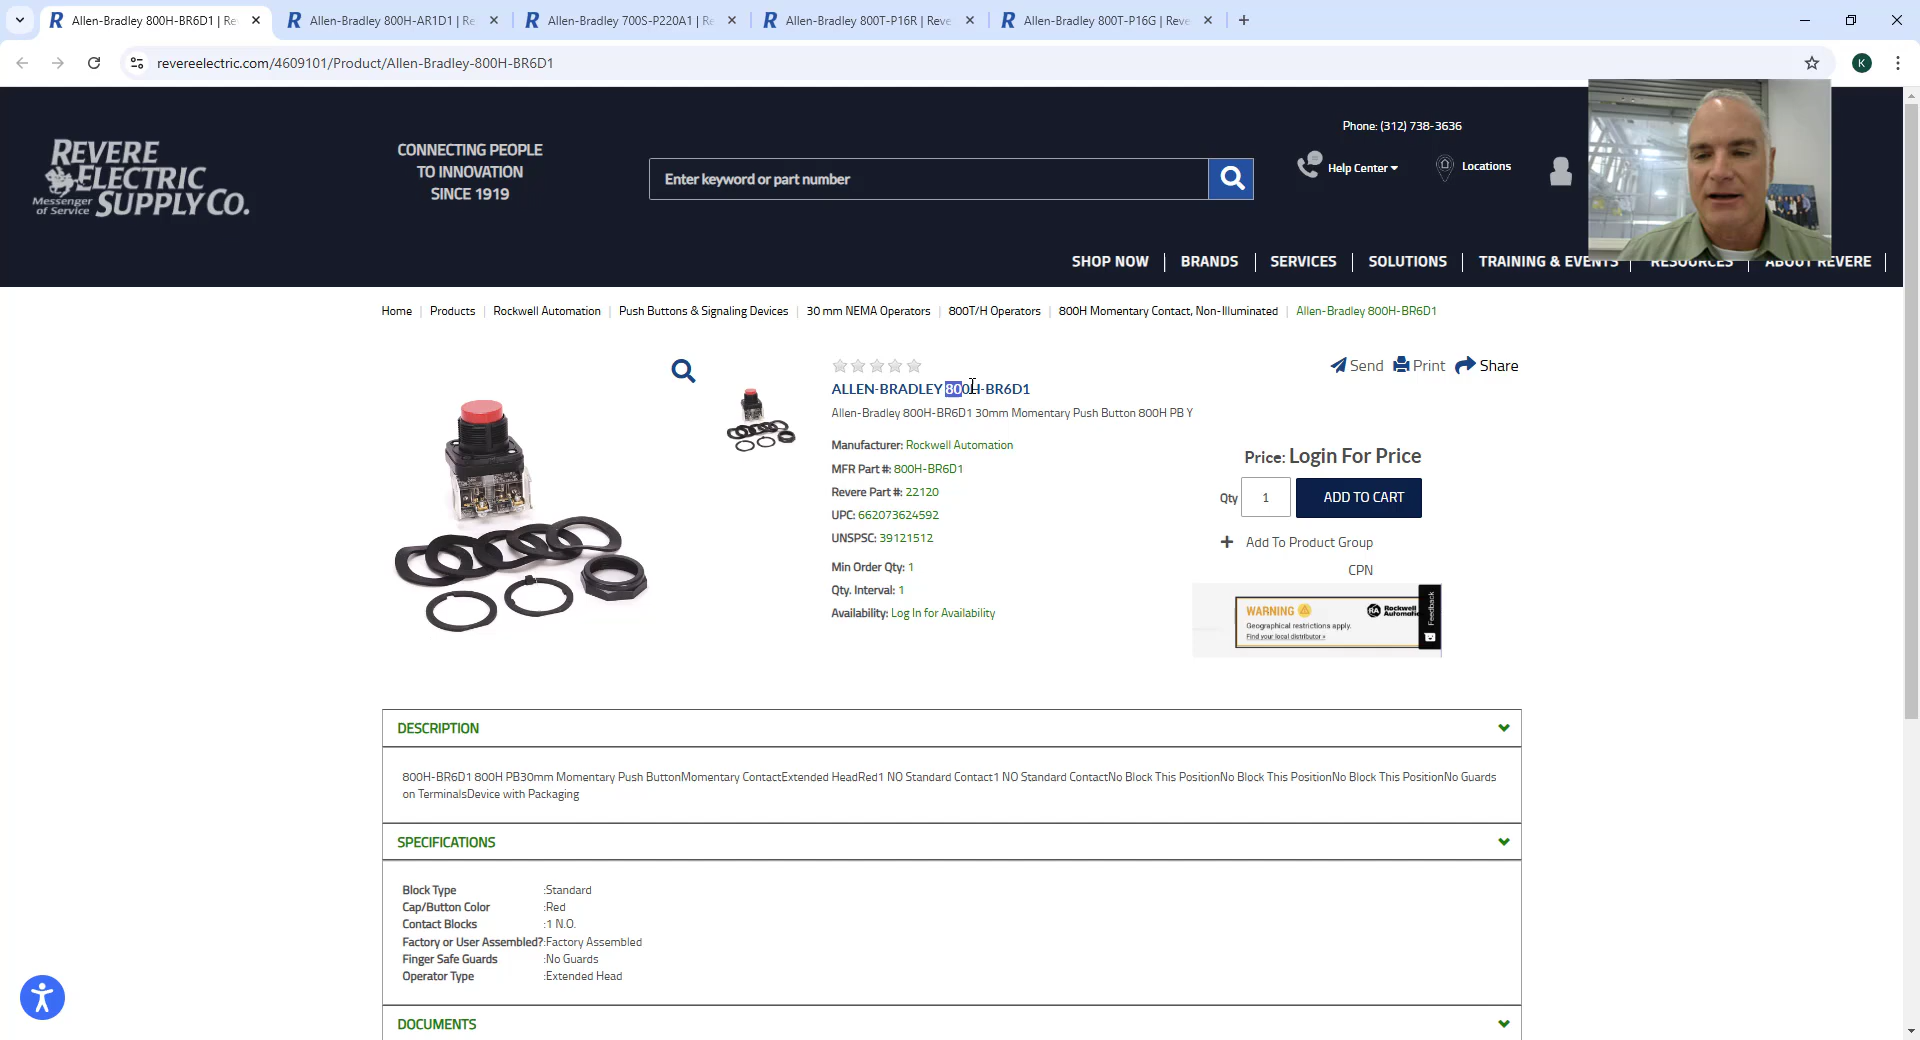 Allen-Bradley 800H-BR6D1 | Re
Allen-Bradley 800H-AR1D1 | Re
Allen-Bradley 700S-P220A1 | Re
Allen-Bradley 800T-P16R | Reve
Allen-Bradley 800T-P16G | Reve
revereelectric.com/4609101/Product/Allen-Bradley-800H-BR6D1
K
REVERE
ELECTRIC
SUPPLY CO.
Messenger
of Service
CONNECTING PEOPLE
TO INNOVATION
SINCE 1919
Enter keyword or part number
Phone: (312) 738-3636
Help Center
Locations
SHOP NOW
BRANDS
SERVICES
SOLUTIONS
TRAINING & EVENTS
RESOURCES
ABOUT REVERE
Home | Products | Rockwell Automation | Push Buttons & Signaling Devices | 30 mm NEMA Operators | 800T/H Operators | 800H Momentary Contact, Non-Illuminated | Allen-Bradley 800H-BR6D1
Send
Print
Share
ALLEN-BRADLEY 800H-BR6D1
Allen-Bradley 800H-BR6D1 30mm Momentary Push Button 800H PB Y
Manufacturer: Rockwell Automation
MFR Part #: 800H-BR6D1
Revere Part #: 22120
UPC: 662073624592
UNSPSC: 39121512
Min Order Qty: 1
Qty. Interval: 1
Availability: Log In for Availability
Price: Login For Price
Qty 1 ADD TO CART
Add To Product Group
CPN
WARNING
Geographical restrictions apply.
Find your local distributor »
RA
Rockwell
Automatic
Feedback
DESCRIPTION
800H-BR6D1 800H PB30mm Momentary Push ButtonMomentary ContactExtended HeadRed1 NO Standard Contact1 NO Standard ContactNo Block This PositionNo Block This PositionNo Block This PositionNo Guards
on TerminalsDevice with Packaging
SPECIFICATIONS
Block Type :Standard
Cap/Button Color :Red
Contact Blocks :1 N.O.
Factory or User Assembled? :Factory Assembled
Finger Safe Guards :No Guards
Operator Type :Extended Head
DOCUMENTS